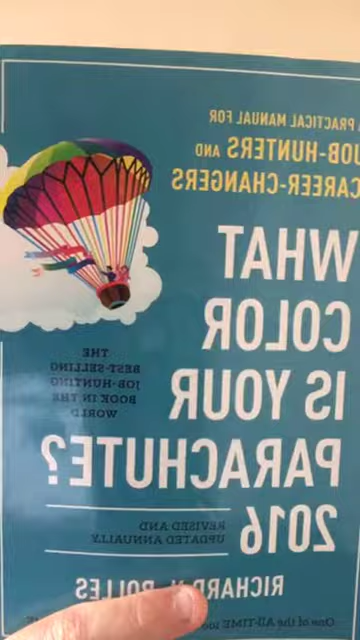 A PRACTICAL MANUAL FOR
JOB-HUNTERS AND
CAREER-CHANGERS
WHAT
COLOR
IS YOUR
PARACHUTE?
2016
THE
BEST-SELLING
JOB-HUNTING
BOOK IN THE
WORLD
REVISED AND
UPDATED ANNUALLY
RICHARD N. BOLLES
One of the All-TIME 100